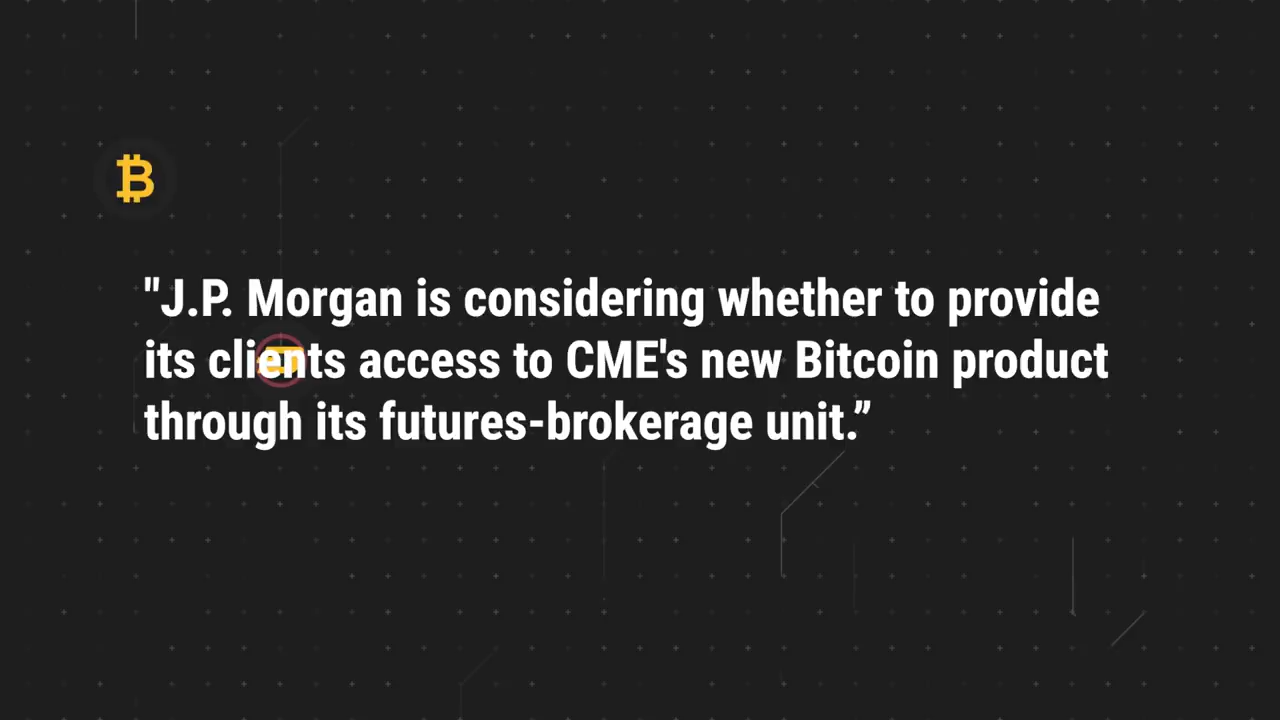 "J.P. Morgan is considering whether to provide
its clients access to CME's new Bitcoin product
through its futures-brokerage unit.”